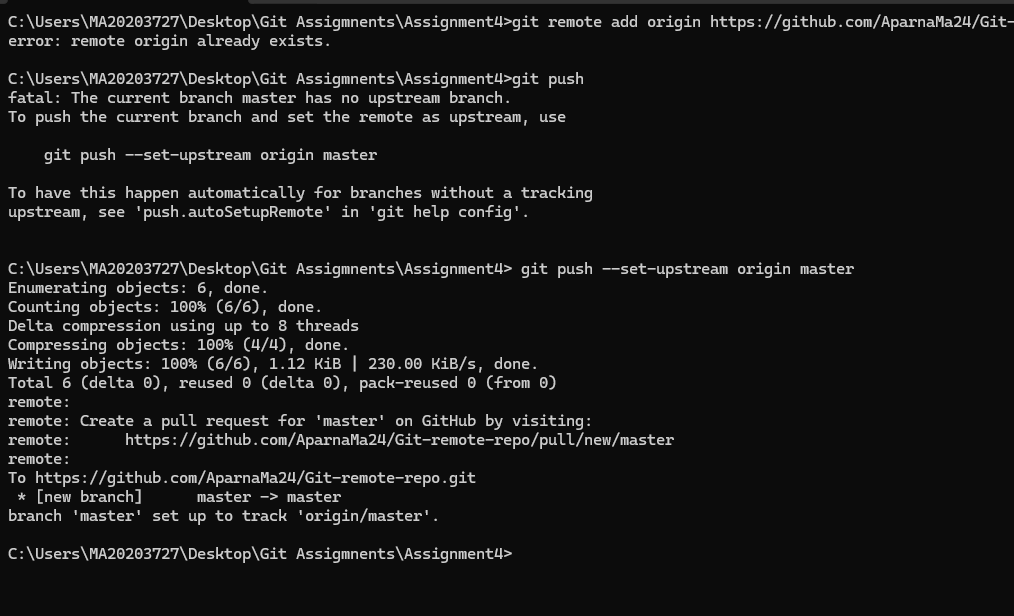 C:\Users\MA20203727\Desktop\Git Assigmnents\Assignment4>git remote add origin https://github.com/AparnaMa24/Git-
error: remote origin already exists.
C:\Users\MA20203727\Desktop\Git Assigmnents\Assignment4>git push
fatal: The current branch master has no upstream branch.
To push the current branch and set the remote as upstream, use
git push --set-upstream origin master
To have this happen automatically for branches without a tracking
upstream, see 'push.autoSetupRemote' in 'git help config'.
C:\Users\MA20203727\Desktop\Git Assigmnents\Assignment4> git push --set-upstream origin master
Enumerating objects: 6, done.
Counting objects: 100% (6/6), done.
Delta compression using up to 8 threads
Compressing objects: 100% (4/4), done.
Writing objects: 100% (6/6), 1.12 KiB | 230.00 KiB/s, done.
Total 6 (delta 0), reused 0 (delta 0), pack-reused 0 (from 0)
remote:
remote: Create a pull request for 'master' on GitHub by visiting:
remote:      https://github.com/AparnaMa24/Git-remote-repo/pull/new/master
remote:
To https://github.com/AparnaMa24/Git-remote-repo.git
 * [new branch]      master -> master
branch 'master' set up to track 'origin/master'.
C:\Users\MA20203727\Desktop\Git Assigmnents\Assignment4>